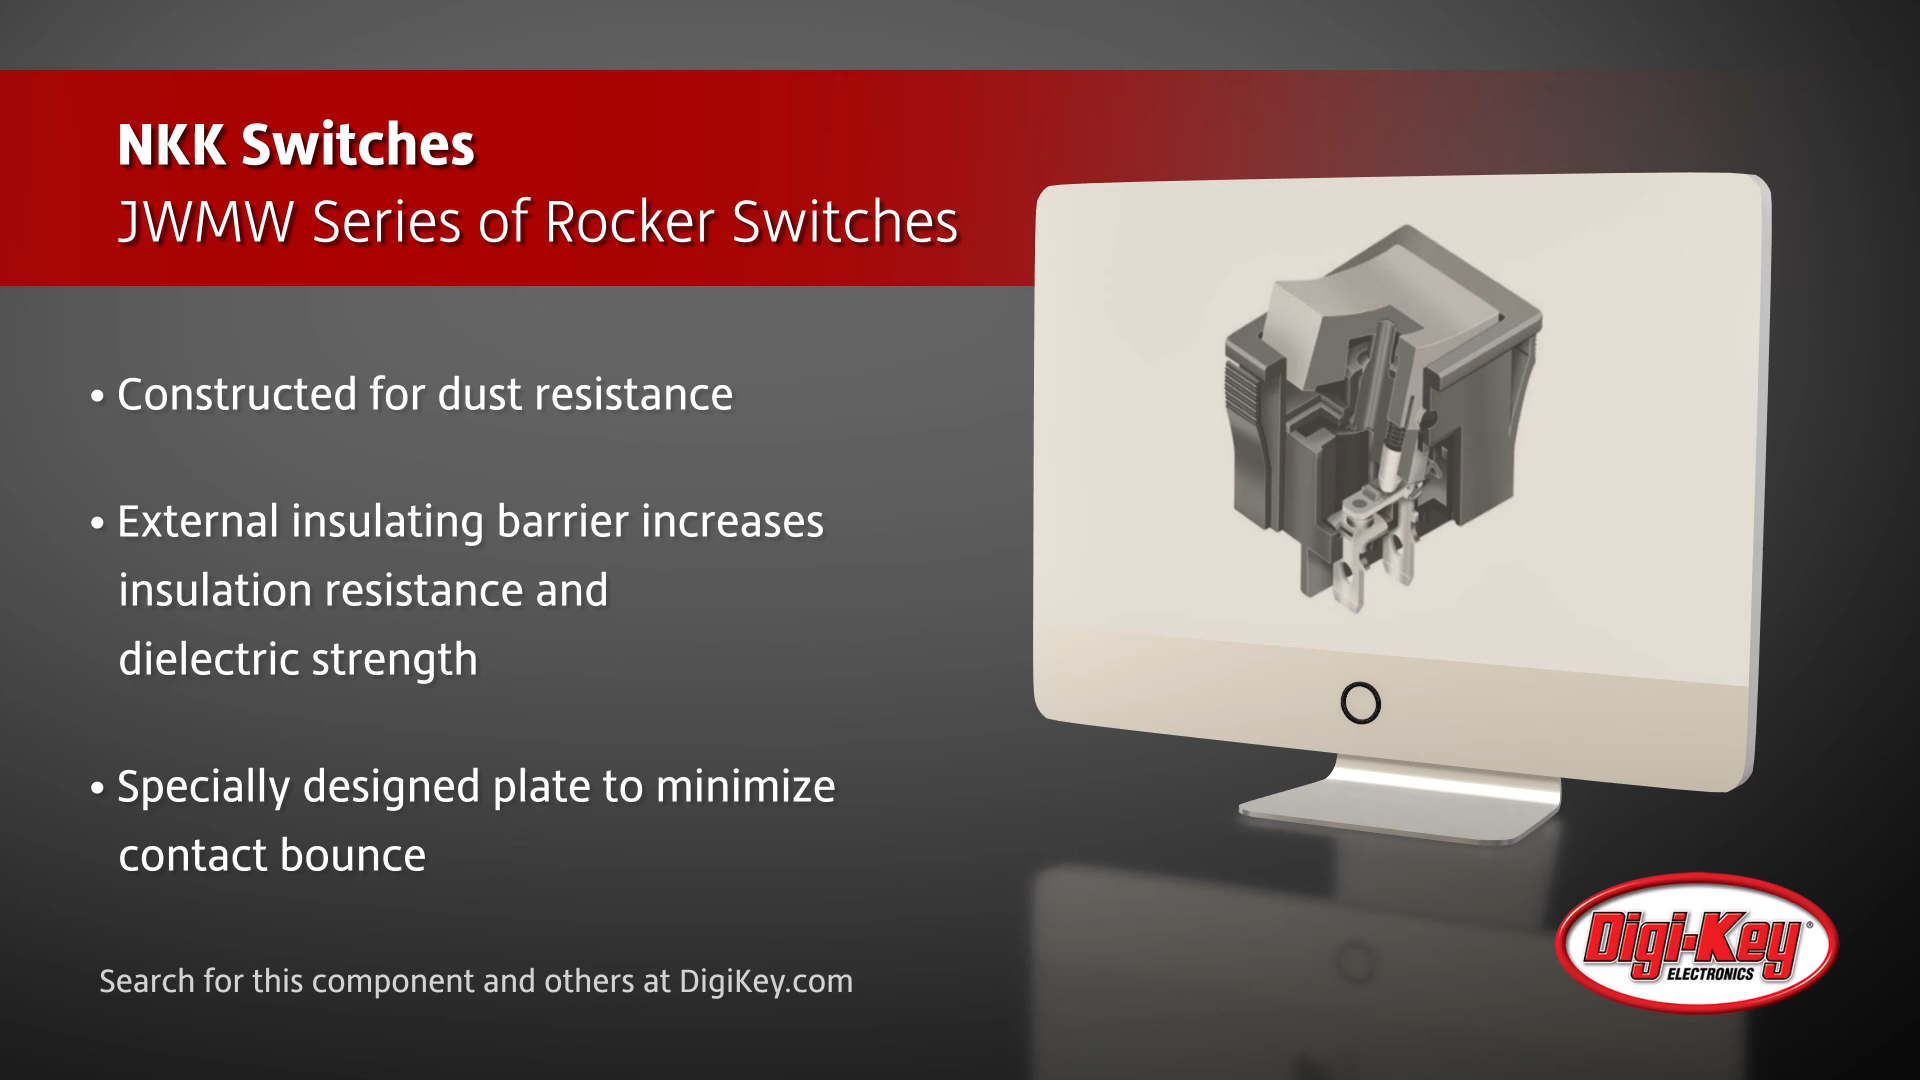 NKK Switches
JWMW Series of Rocker Switches
• Constructed for dust resistance
• External insulating barrier increases
insulation resistance and
dielectric strength
• Specially designed plate to minimize
contact bounce
Search for this component and others at DigiKey.com
Digi-Key®
ELECTRONICS